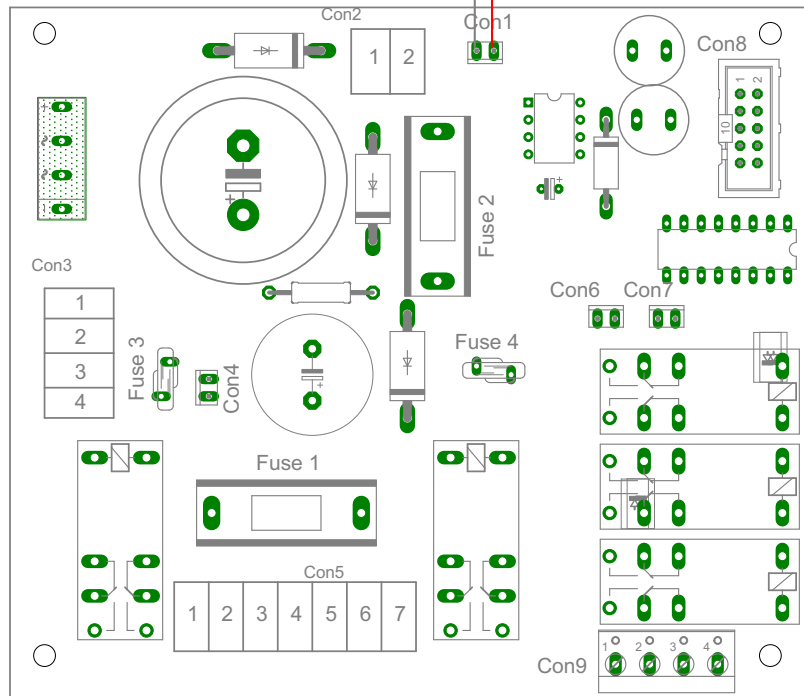 Con2
Con1
Con8
1 2
1 2
10
+
~
~
-
+
Fuse 2
+
Con3
1
2
3
4
Con6
Con7
Fuse 3
Con4
+
Fuse 4
Fuse 1
Con5
1 2 3 4 5 6 7
Con9
1 2 3 4